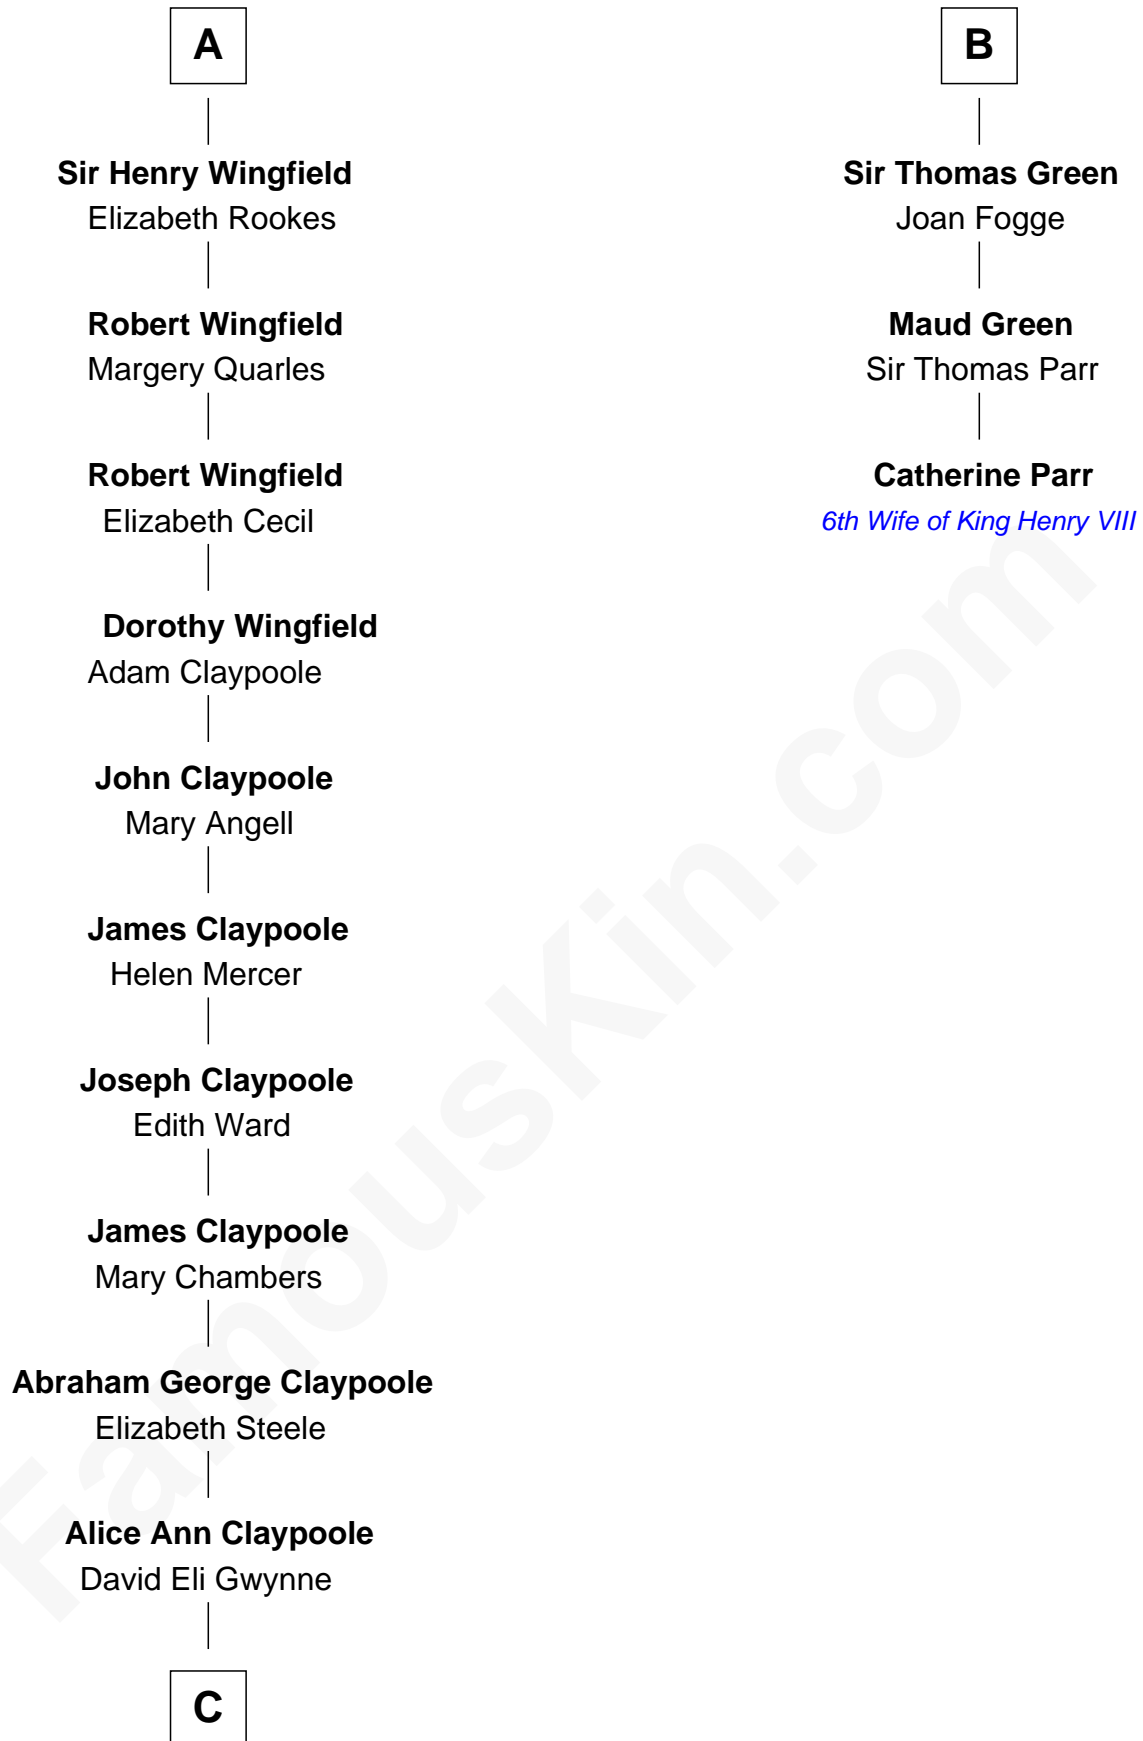 A
Sir Henry Wingfield
Elizabeth Rookes
Robert Wingfield
Margery Quarles
Robert Wingfield
Elizabeth Cecil
Dorothy Wingfield
Adam Claypoole
John Claypoole
Mary Angell
James Claypoole
Helen Mercer
Joseph Claypoole
Edith Ward
James Claypoole
Mary Chambers
Abraham George Claypoole
Elizabeth Steele
Alice Ann Claypoole
David Eli Gwynne
C
B
Sir Thomas Green
Joan Fogge
Maud Green
Sir Thomas Parr
Catherine Parr
6th Wife of King Henry VIII
FamousKin.com